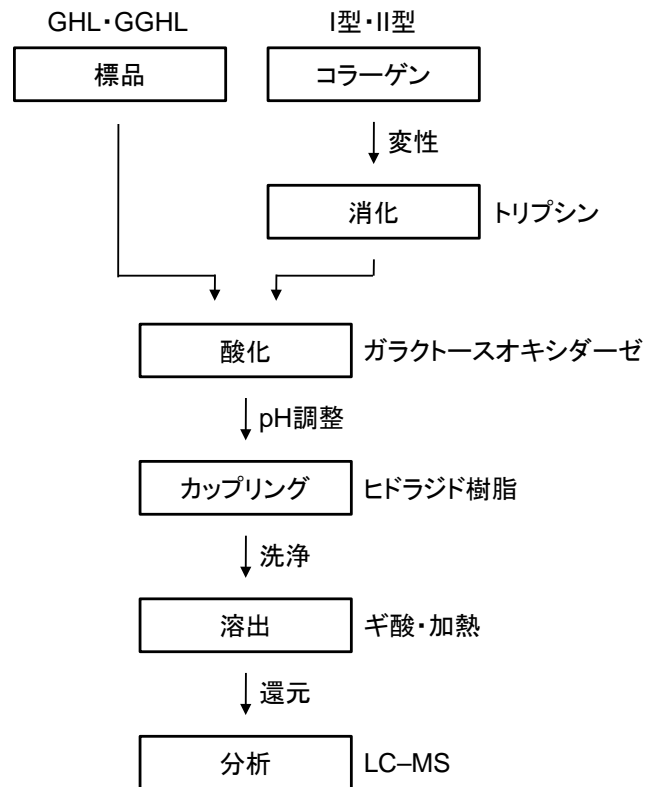 GHL・GGHL
I型・II型
標品
コラーゲン
変性
消化
トリプシン
酸化
ガラクトースオキシダーゼ
pH調整
カップリング
ヒドラジド樹脂
洗浄
溶出
ギ酸・加熱
還元
分析
LC–MS